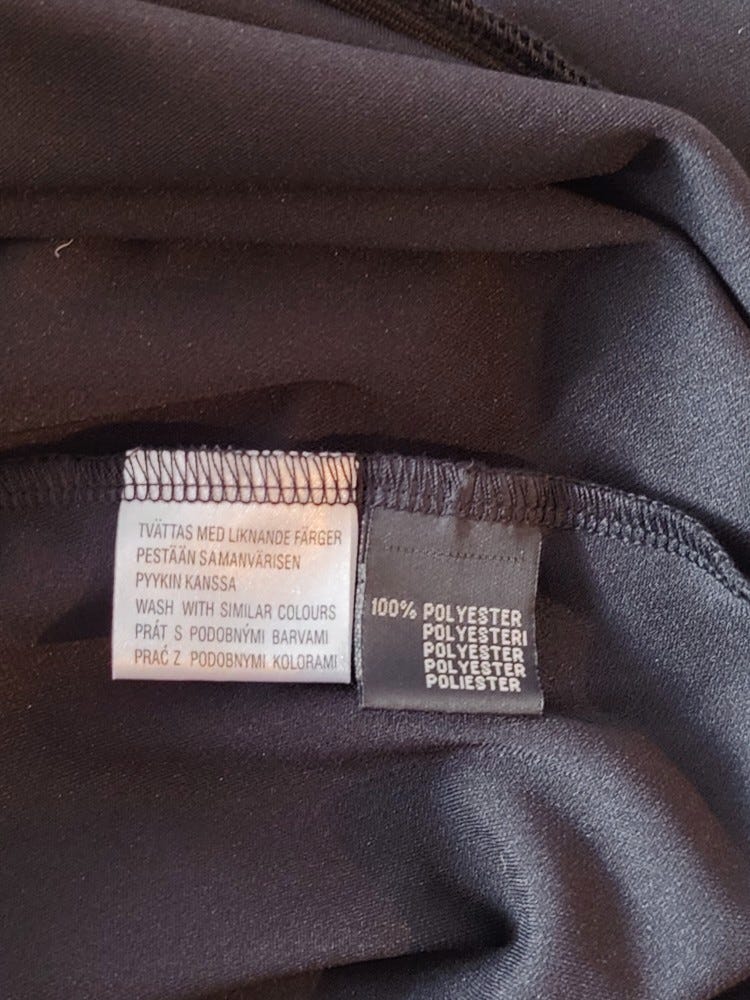 TVÄTTAS MED LIKNANDE FÄRGER
PESTÄÄN SAMANVÄRISEN
PYYKIN KANSSA
WASH WITH SIMILAR COLOURS
PRÁT S PODOBNÝMI BARVAMI
PRAĆ Z PODOBNYMI KOLORAMI
100% POLYESTER
POLYESTERI
POLYESTER
POLYESTER
POLIESTER